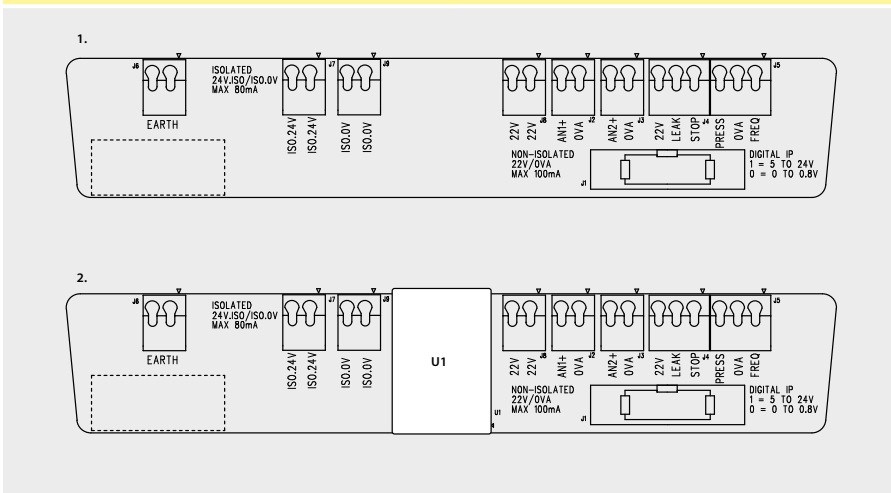 1.
J6
EARTH
ISOLATED
24V.ISO/ISO.0V
MAX 80mA
J7
ISO.24V
ISO.24V
J9
ISO.0V
ISO.0V
22V
22V
J8
AN1+
0VA
J2
AN2+
0VA
J3
22V
LEAK
STOP
J4
PRESS
0VA
FREQ
J5
NON-ISOLATED
22V/0VA
MAX 100mA
J1
DIGITAL IP
1 = 5 TO 24V
0 = 0 TO 0.8V
2.
J6
EARTH
ISOLATED
24V.ISO/ISO.0V
MAX 80mA
J7
ISO.24V
ISO.24V
J9
ISO.0V
ISO.0V
U1
U1
22V
22V
J8
AN1+
0VA
J2
AN2+
0VA
J3
22V
LEAK
STOP
J4
PRESS
0VA
FREQ
J5
NON-ISOLATED
22V/0VA
MAX 100mA
J1
DIGITAL IP
1 = 5 TO 24V
0 = 0 TO 0.8V